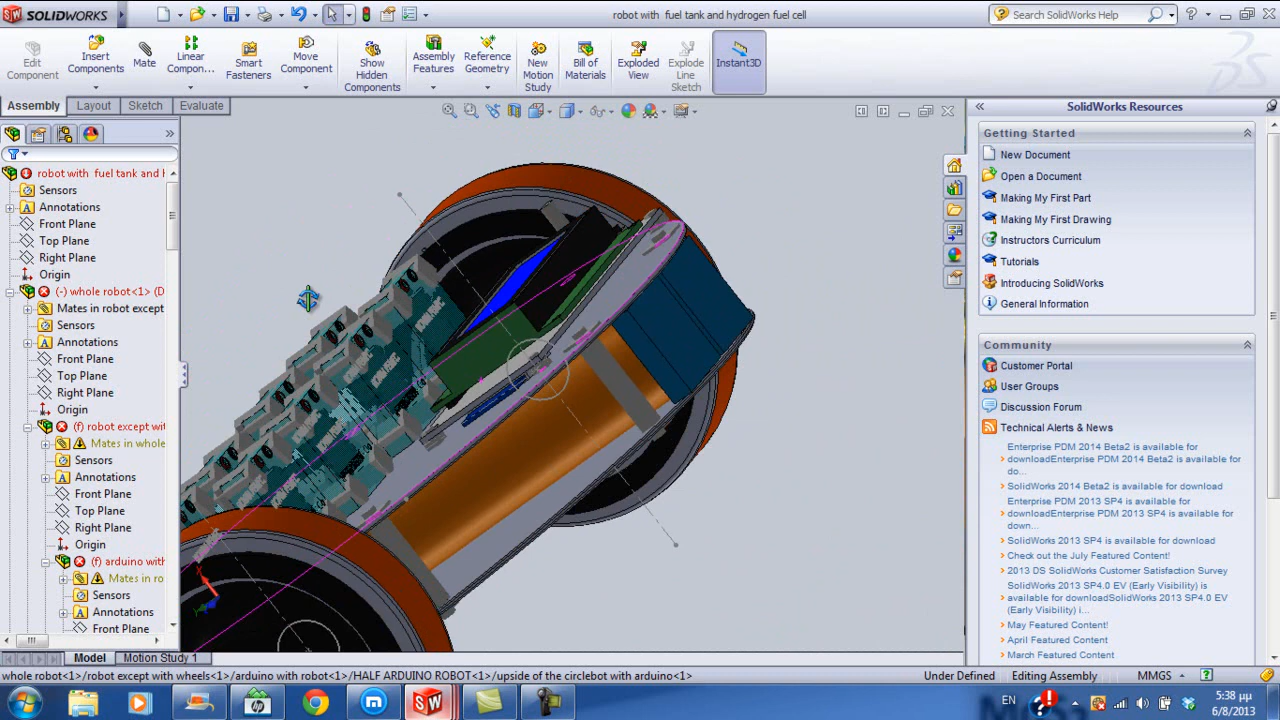 SOLIDWORKS
robot with fuel tank and hydrogen fuel cell
Search SolidWorks Help
Edit Component
Insert Components
Mate
Linear Compon...
Smart Fasteners
Move Component
Show Hidden Components
Assembly Features
Reference Geometry
New Motion Study
Bill of Materials
Exploded View
Explode Line Sketch
Instant3D
Assembly
Layout
Sketch
Evaluate
robot with fuel tank and
Sensors
Annotations
Front Plane
Top Plane
Right Plane
Origin
(-) whole robot<1> (D
Mates in robot except
Sensors
Annotations
Front Plane
Top Plane
Right Plane
Origin
(f) robot except with
Mates in whole
Sensors
Annotations
Front Plane
Top Plane
Right Plane
Origin
(f) arduino with
Mates in ro
Sensors
Annotations
Front Plane
SolidWorks Resources
Getting Started
New Document
Open a Document
Making My First Part
Making My First Drawing
Instructors Curriculum
Tutorials
Introducing SolidWorks
General Information
Community
Customer Portal
User Groups
Discussion Forum
Technical Alerts & News
Enterprise PDM 2014 Beta2 is available for
downloadEnterprise PDM 2014 Beta2 is available for
do...
SolidWorks 2014 Beta2 is available for download
Enterprise PDM 2013 SP4 is available for
downloadEnterprise PDM 2013 SP4 is available for
down...
SolidWorks 2013 SP4 is available for download
Check out the July Featured Content!
2013 DS SolidWorks Customer Satisfaction Survey
SolidWorks 2013 SP4.0 EV (Early Visibility) is
available for downloadSolidWorks 2013 SP4.0 EV
(Early Visibility) i...
May Featured Content!
April Featured Content
March Featured Content
Model
Motion Study 1
whole robot<1>/robot except with wheels<1>/arduino with robot<1>/HALF ARDUINO ROBOT<1>/upside of the circlebot with arduino<1>
Under Defined
Editing Assembly
MMGS
EN
5:38 μμ
6/8/2013